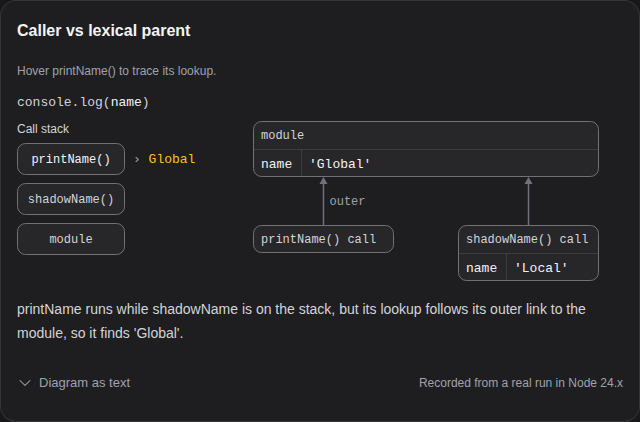 Caller vs lexical parent
Hover printName() to trace its lookup.
console.log(name)
Call stack
printName() › Global
shadowName()
module
module
name 'Global'
outer
printName() call
shadowName() call
name 'Local'
printName runs while shadowName is on the stack, but its lookup follows its outer link to the
module, so it finds 'Global'.
Diagram as text
Recorded from a real run in Node 24.x